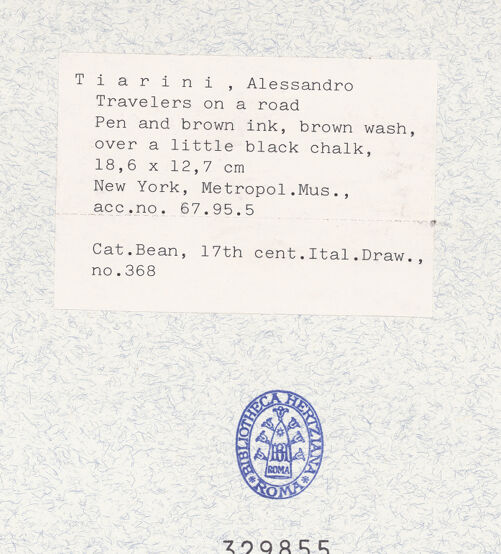 T i a r i n i , Alessandro
Travelers on a road
Pen and brown ink, brown wash,
over a little black chalk,
18,6 x 12,7 cm
New York, Metropol.Mus.,
acc.no. 67.95.5
Cat.Bean, 17th cent.Ital.Draw.,
no.368
BIBLIOTHECA HERTZIANA
ROMA
* ROMA *
329855